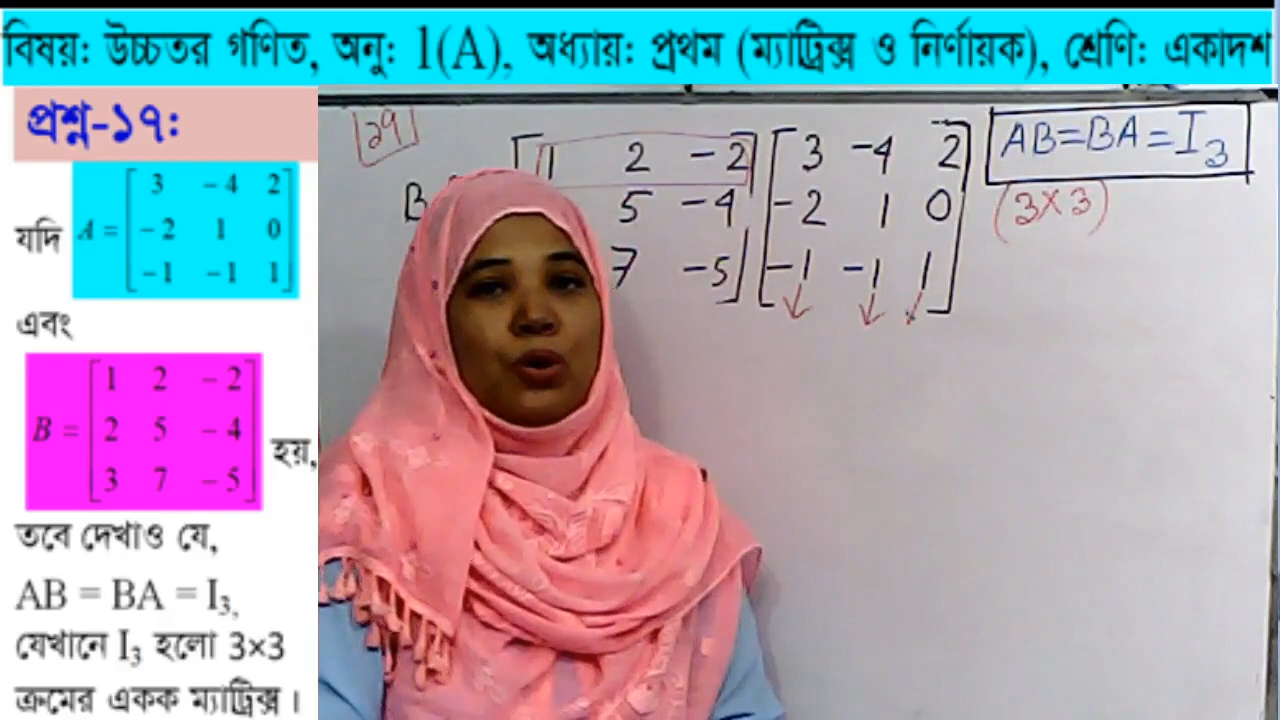 বিষয়: উচ্চতর গণিত, অনু: 1(A), অধ্যায়: প্রথম (ম্যাট্রিক্স ও নির্ণায়ক), শ্রেণি: একাদশ
প্রশ্ন-১৭:
3 -4 2
যদি A = -2 1 0
-1 -1 1
এবং
1 2 -2
B = 2 5 -4 হয়,
3 7 -5
তবে দেখাও যে,
AB = BA = I₃,
যেখানে I₃ হলো 3×3
ক্রমের একক ম্যাট্রিক্স।
১৭
1 2 -2 3 -4 2
B 5 -4 -2 1 0
7 -5 -1 -1 1
AB=BA=I₃
(3×3)